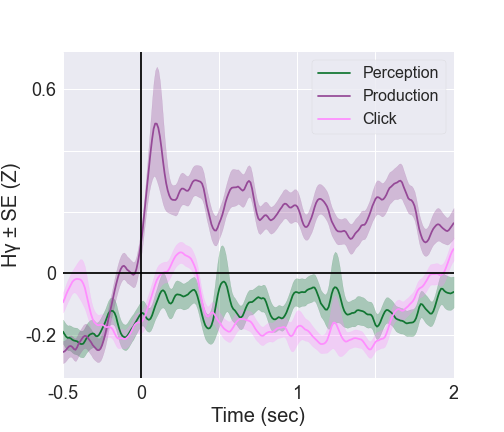 Perception
Production
Click
0.6
0
-0.2
Hγ ± SE (Z)
-0.5
0
1
2
Time (sec)